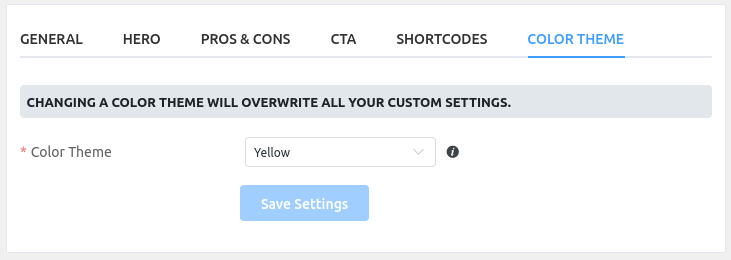 GENERAL HERO PROS & CONS CTA SHORTCODES COLOR THEME
CHANGING A COLOR THEME WILL OVERWRITE ALL YOUR CUSTOM SETTINGS.
* Color Theme Yellow i
Save Settings